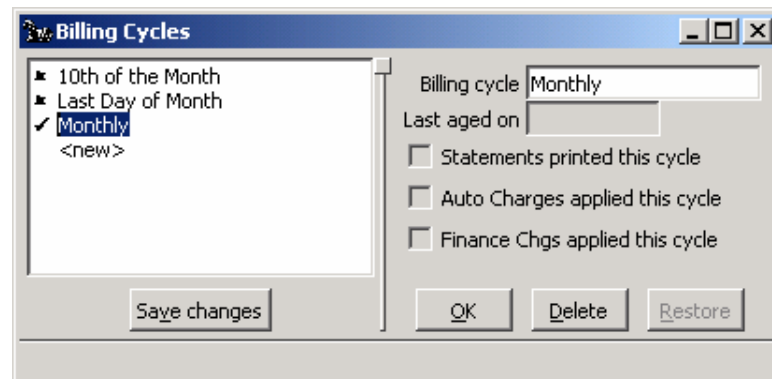 Billing Cycles
10th of the Month
Last Day of Month
Monthly
<new>
Save changes
Billing cycle Monthly
Last aged on
Statements printed this cycle
Auto Charges applied this cycle
Finance Chgs applied this cycle
OK Delete Restore